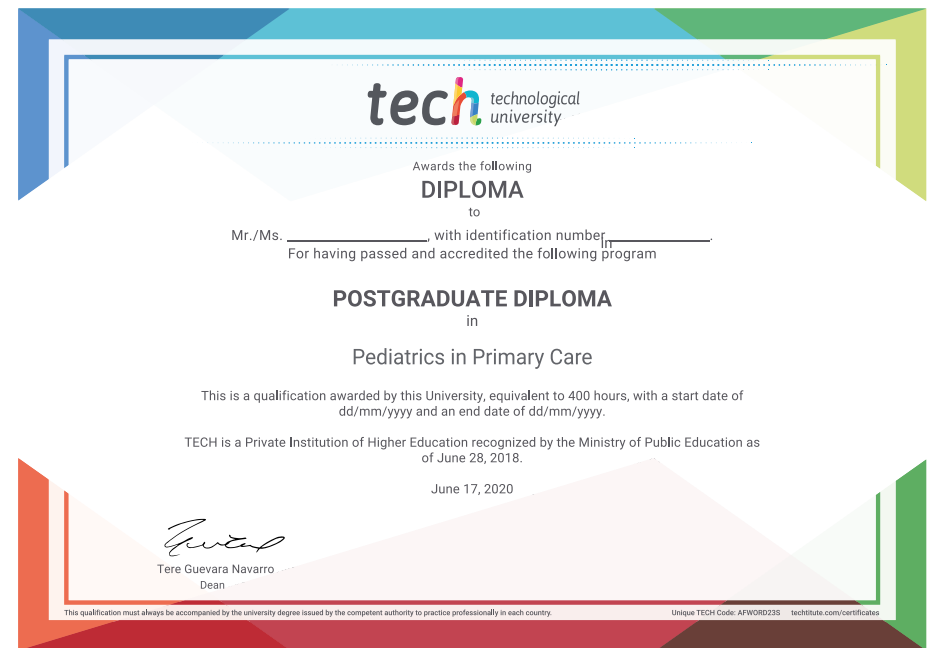 tech technological
university
Awards the following
DIPLOMA
to
Mr./Ms. ____________________, with identification number_______________.
In
For having passed and accredited the following program
POSTGRADUATE DIPLOMA
in
Pediatrics in Primary Care
This is a qualification awarded by this University, equivalent to 400 hours, with a start date of
dd/mm/yyyy and an end date of dd/mm/yyyy.
TECH is a Private Institution of Higher Education recognized by the Ministry of Public Education as
of June 28, 2018.
June 17, 2020
Tere Guevara Navarro
Dean
This qualification must always be accompanied by the university degree issued by the competent authority to practice professionally in each country. Unique TECH Code: AFWORD23S techtitute.com/certificates